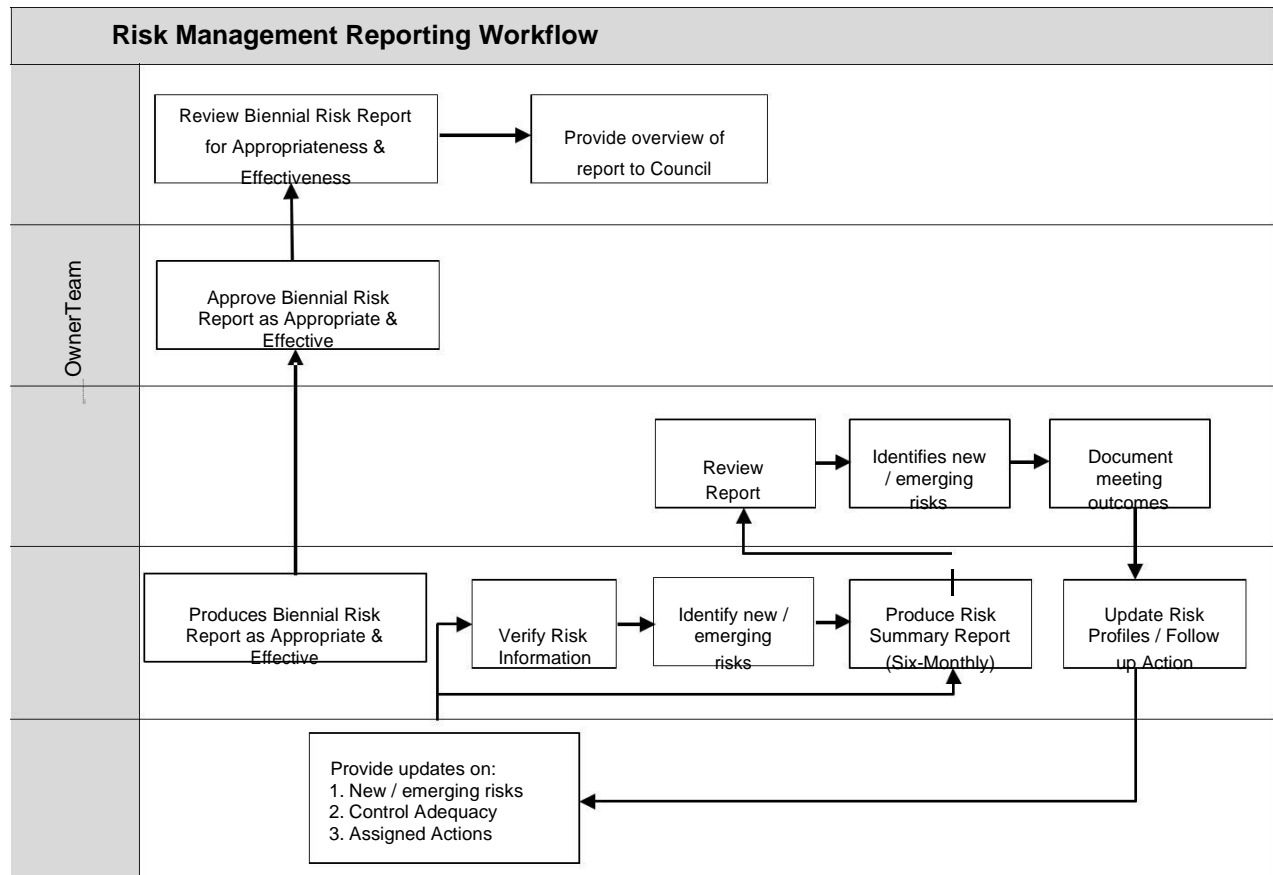 Risk Management Reporting Workflow
Review Biennial Risk Report
for Appropriateness &
Effectiveness
Provide overview of
report to Council
OwnerTeam
Approve Biennial Risk
Report as Appropriate &
Effective
Review
Report
Identifies new
/ emerging
risks
Document
meeting
outcomes
Produces Biennial Risk
Report as Appropriate &
Effective
Verify Risk
Information
Identify new /
emerging
risks
Produce Risk
Summary Report
(Six-Monthly)
Update Risk
Profiles / Follow
up Action
Provide updates on:
1. New / emerging risks
2. Control Adequacy
3. Assigned Actions